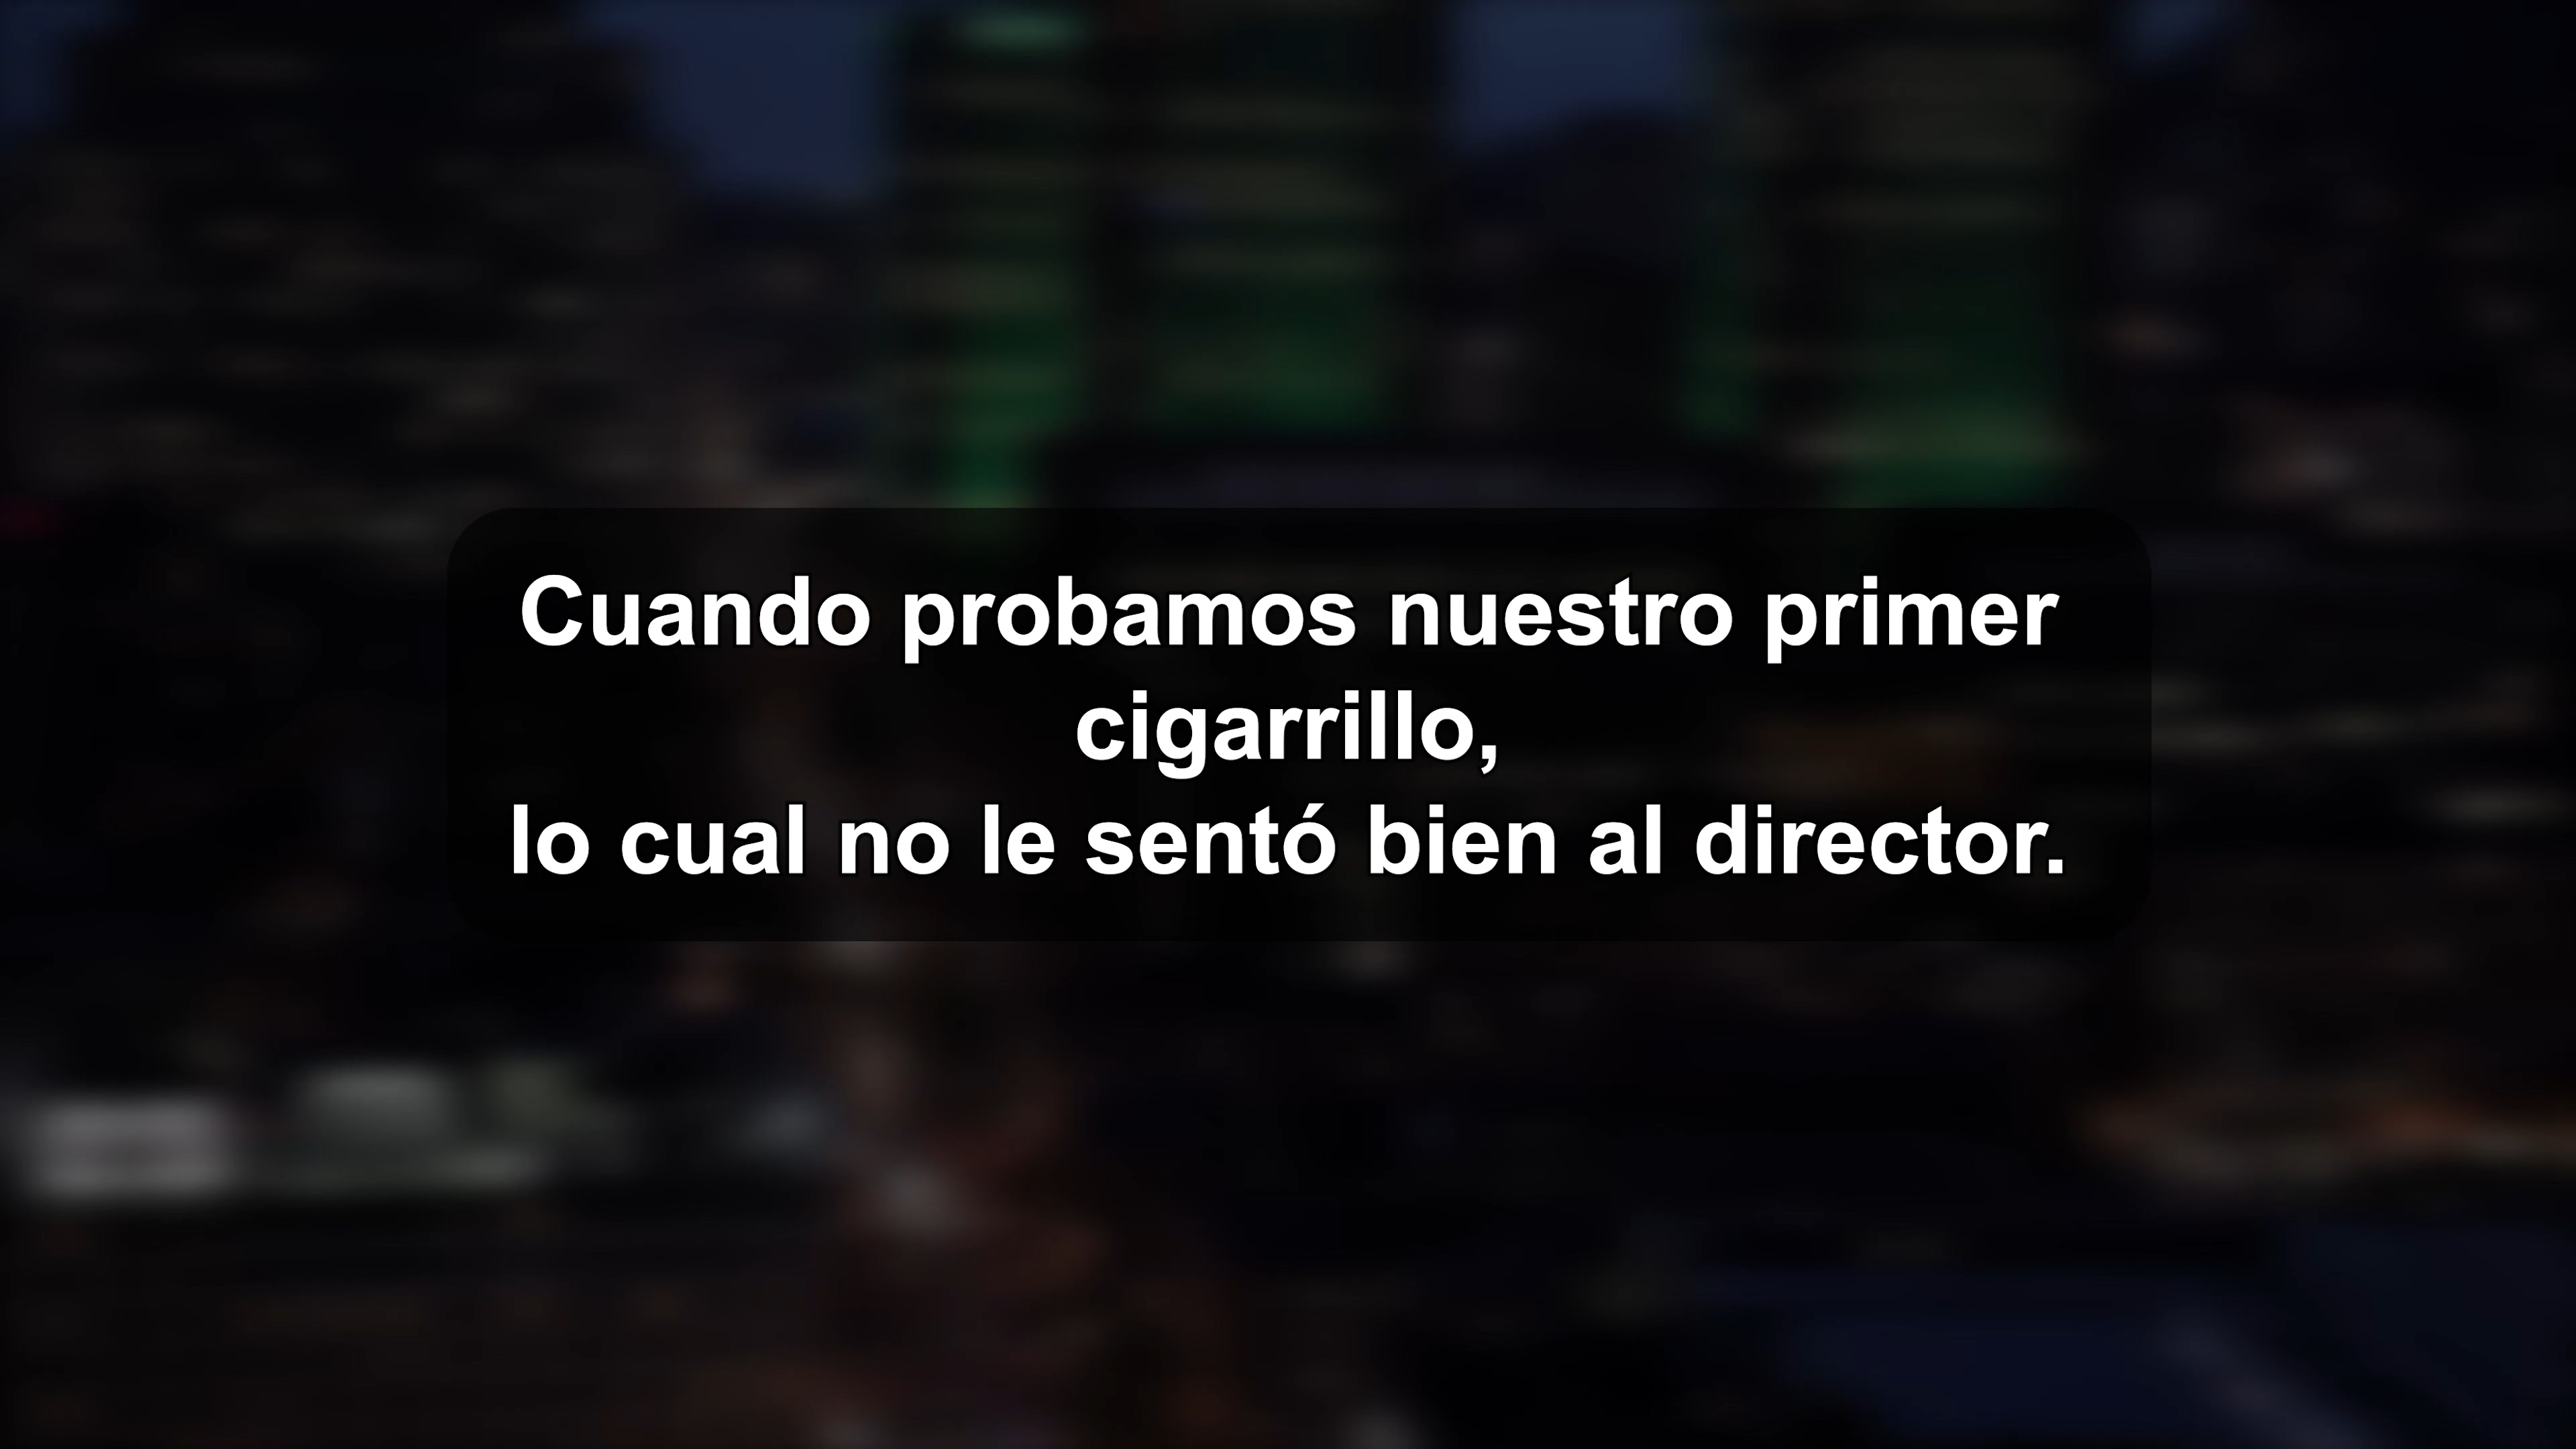 Cuando probamos nuestro primer
cigarrillo,
lo cual no le sentó bien al director.